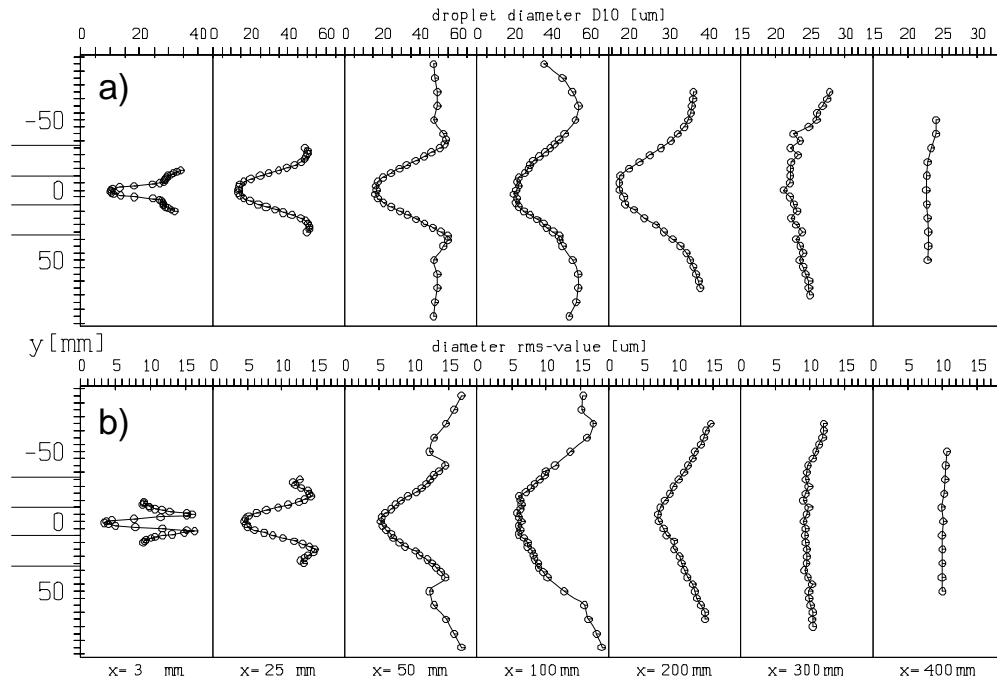 droplet diameter D10 [um]
0 20 40 0 20 40 60 0 20 40 60 0 20 40 60 20 30 40 15 20 25 30 15 20 25 30
a)
-50
0
50
y[mm]
diameter rms-value [um]
5 10 15 0 5 10 15 0 5 10 15 0 5 10 15 0 5 10 15 0 5 10 15 0 5 10 15
b)
-50
0
50
x= 3 mm x= 25 mm x= 50 mm x= 100 mm x= 200 mm x= 300 mm x= 400 mm